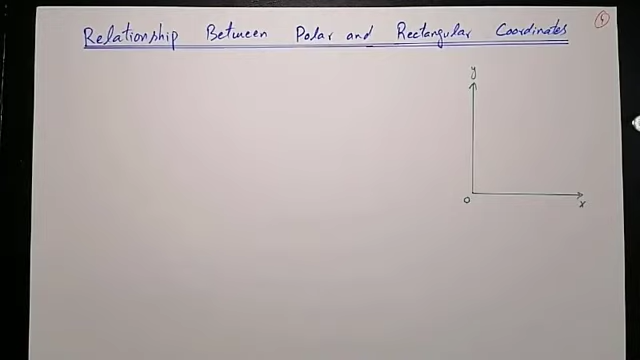 Relationship Between Polar and Rectangular Coordinates
y
O
x